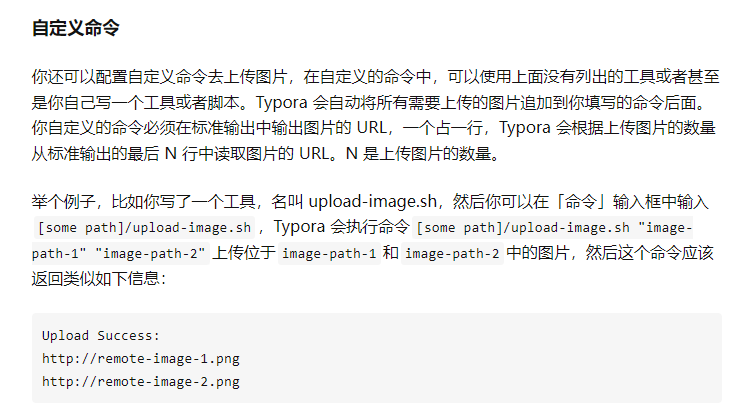 自定义命令
你还可以配置自定义命令去上传图片，在自定义的命令中，可以使用上面没有列出的工具或者甚至
是你自己写一个工具或者脚本。Typora 会自动将所有需要上传的图片追加到你填写的命令后面。
你自定义的命令必须在标准输出中输出图片的 URL，一个占一行，Typora 会根据上传图片的数量
从标准输出的最后 N 行中读取图片的 URL。N 是上传图片的数量。
举个例子，比如你写了一个工具，名叫 upload-image.sh，然后你可以在「命令」输入框中输入
[some path]/upload-image.sh ，Typora 会执行命令 [some path]/upload-image.sh "image-
path-1" "image-path-2" 上传位于 image-path-1 和 image-path-2 中的图片，然后这个命令应该
返回类似如下信息：
Upload Success:
http://remote-image-1.png
http://remote-image-2.png